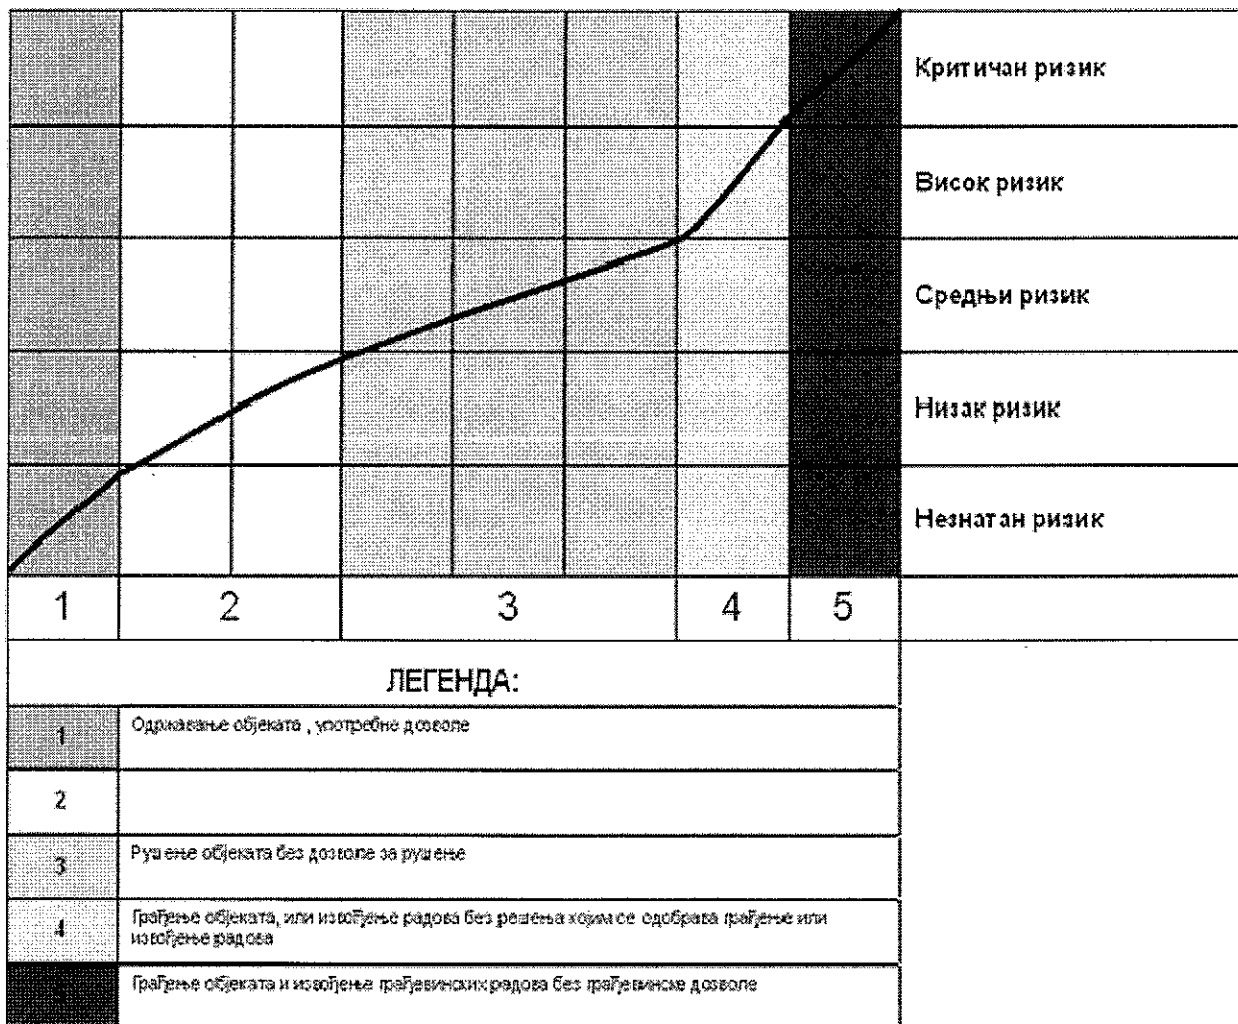 Критичан ризик
Висок ризик
Средњи ризик
Низак ризик
Незнатан ризик
1 2 3 4 5
ЛЕГЕНДА:
1 Одржавање објеката , употребне дозволе
2
3 Рушење објеката без дозволе за рушење
4 Грађење објеката, или извођење радова без решења којим се одобрава грађење или
извођење радова
5 Грађење објеката и извођење грађевинских радова без грађевинске дозволе